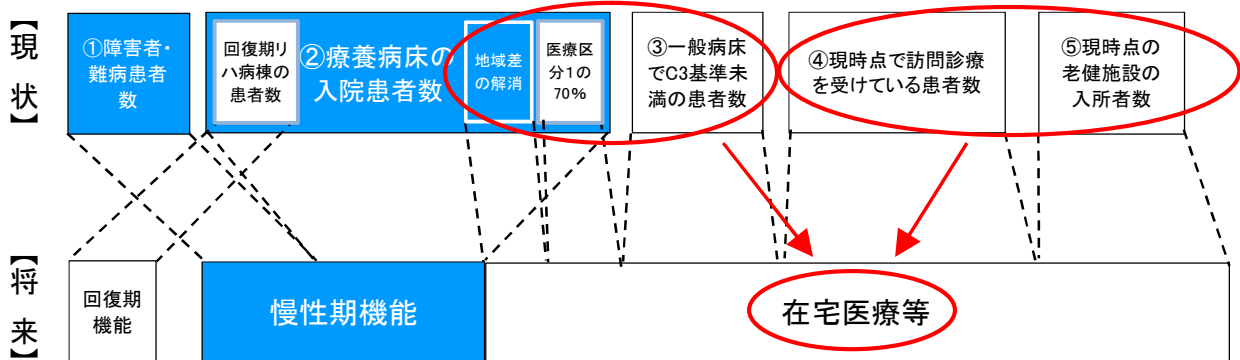 【現状】
①障害者・
難病患者
数
回復期リ
ハ病棟の
患者数
②療養病床の
入院患者数
地域差
の解消
医療区
分1の
70%
③一般病床
でC3基準未
満の患者数
④現時点で訪問診療
を受けている患者数
⑤現時点の
老健施設の
入所者数
【将来】
回復期
機能
慢性期機能
在宅医療等